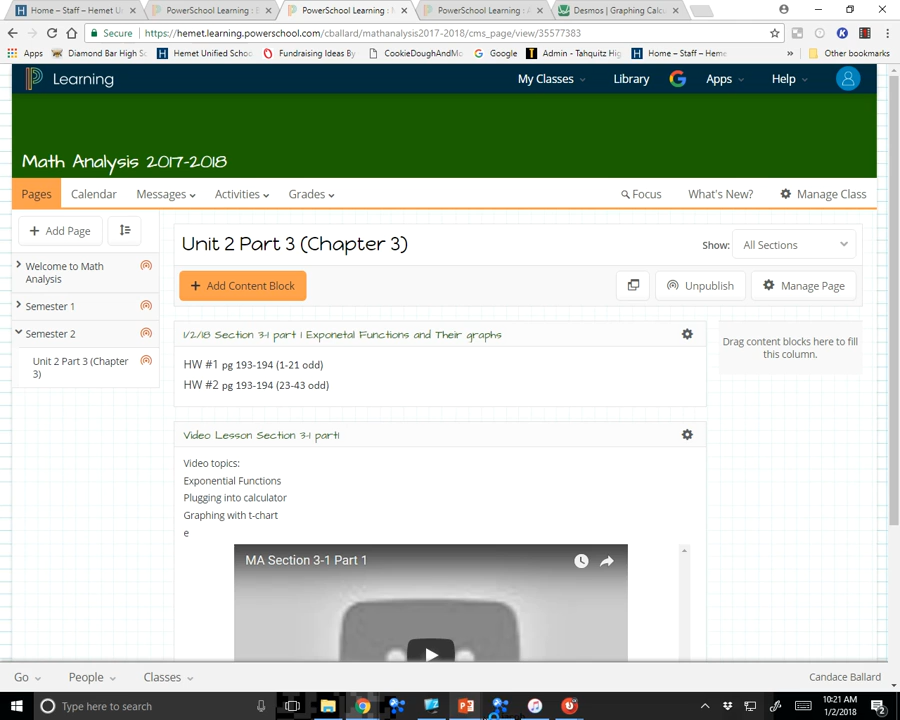 Home – Staff – Hemet Un
PowerSchool Learning : E
PowerSchool Learning : M
PowerSchool Learning : A
Desmos | Graphing Calcu
Secure
https://hemet.learning.powerschool.com/cballard/mathanalysis2017-2018/cms_page/view/35577383
Apps
Diamond Bar High Sc
Hemet Unified Schoo
Fundraising Ideas By
CookieDoughAndMo
Google
Admin - Tahquitz Hig
Home – Staff – Heme
»
Other bookmarks
Learning
My Classes
Library
Apps
Help
Math Analysis 2017-2018
Pages
Calendar
Messages
Activities
Grades
Focus
What's New?
Manage Class
+ Add Page
Unit 2 Part 3 (Chapter 3)
Show:
All Sections
Welcome to Math
Analysis
+ Add Content Block
Unpublish
Manage Page
Semester 1
Semester 2
Unit 2 Part 3 (Chapter
3)
1/2/18 Section 3-1 part 1 Exponetal Functions and Their graphs
HW #1 pg 193-194 (1-21 odd)
HW #2 pg 193-194 (23-43 odd)
Drag content blocks here to fill
this column.
Video Lesson Section 3-1 part1
Video topics:
Exponential Functions
Plugging into calculator
Graphing with t-chart
e
MA Section 3-1 Part 1
Go
People
Classes
Candace Ballard
Type here to search
10:21 AM
1/2/2018
2